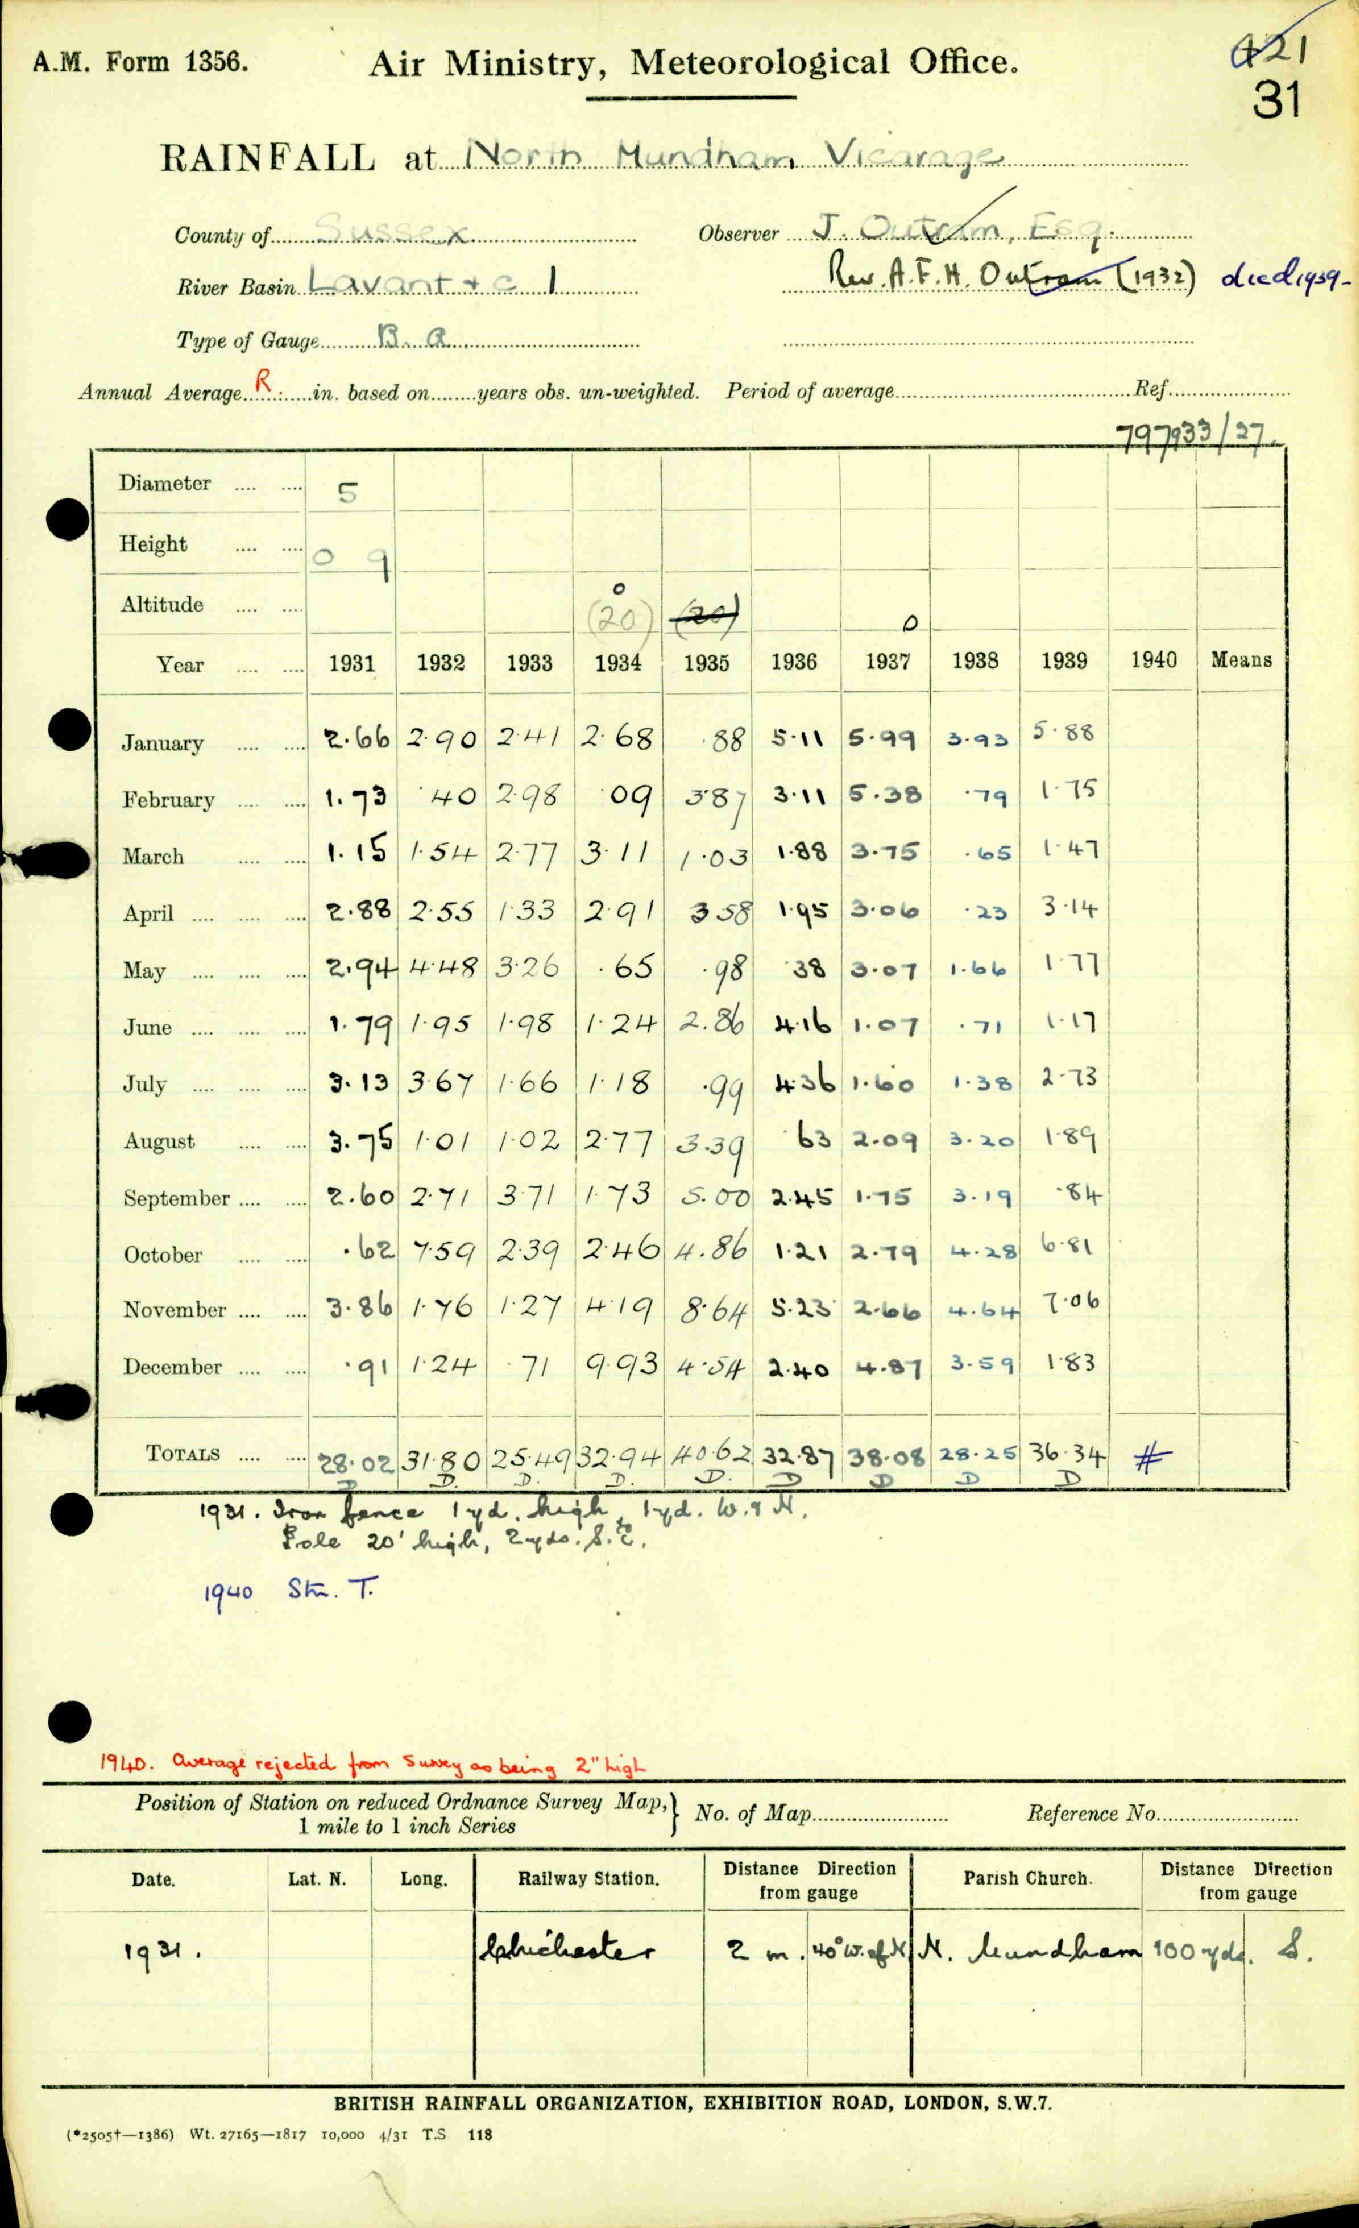 A.M. Form 1356. Air Ministry, Meteorological Office. 421
31
RAINFALL at North Mundham Vicarage
County of Sussex Observer J. Outram, Esq.
River Basin Lavant & c 1 Rev. A.F.H. Outram (1932) died 1939-
Type of Gauge B. R
Annual Average R in. based on years obs. un-weighted. Period of average Ref.
797933/27.
Diameter 5
Height 0 9
Altitude (20) 0 (20) 0
Year 1931 1932 1933 1934 1935 1936 1937 1938 1939 1940 Means
January 2.66 2.90 2.41 2.68 .88 5.11 5.99 3.93 5.88
February 1.73 .40 2.98 .09 3.87 3.11 5.38 .79 1.75
March 1.15 1.54 2.77 3.11 1.03 1.88 3.75 .65 1.47
April 2.88 2.55 1.33 2.91 3.58 1.95 3.06 .23 3.14
May 2.94 4.48 3.26 .65 .98 .38 3.07 1.66 1.77
June 1.79 1.95 1.98 1.24 2.86 4.16 1.07 .71 1.17
July 3.13 3.67 1.66 1.18 .99 4.36 1.60 1.38 2.73
August 3.75 1.01 1.02 2.77 3.39 .63 2.09 3.20 1.89
September 2.60 2.71 3.71 1.73 5.00 2.45 1.75 3.19 .84
October .62 7.59 2.39 2.46 4.86 1.21 2.79 4.28 6.81
November 3.86 1.76 1.27 4.19 8.64 5.23 2.66 4.64 7.06
December .91 1.24 .71 9.93 4.54 2.40 4.87 3.59 1.83
TOTALS 28.02 31.80 25.49 32.94 40.62 32.87 38.08 28.25 36.34 #
D D. D. D. D. D D D D
1931. Iron fence 1 yd. high, 1 yd. W. & N.
Pole 20' high, 2 yds. S. to E.
1940 Stn. T.
1940. Average rejected from Survey as being 2" high
Position of Station on reduced Ordnance Survey Map, 1 mile to 1 inch Series } No. of Map Reference No.
Date. Lat. N. Long. Railway Station. Distance Direction from gauge Parish Church. Distance Direction from gauge
1931. Chichester 2 m. 40° W. of N N. Mundham 100 yds. S.
BRITISH RAINFALL ORGANIZATION, EXHIBITION ROAD, LONDON, S.W.7.
(*2505†—1386) Wt. 27165—1817 10,000 4/31 T.S 118